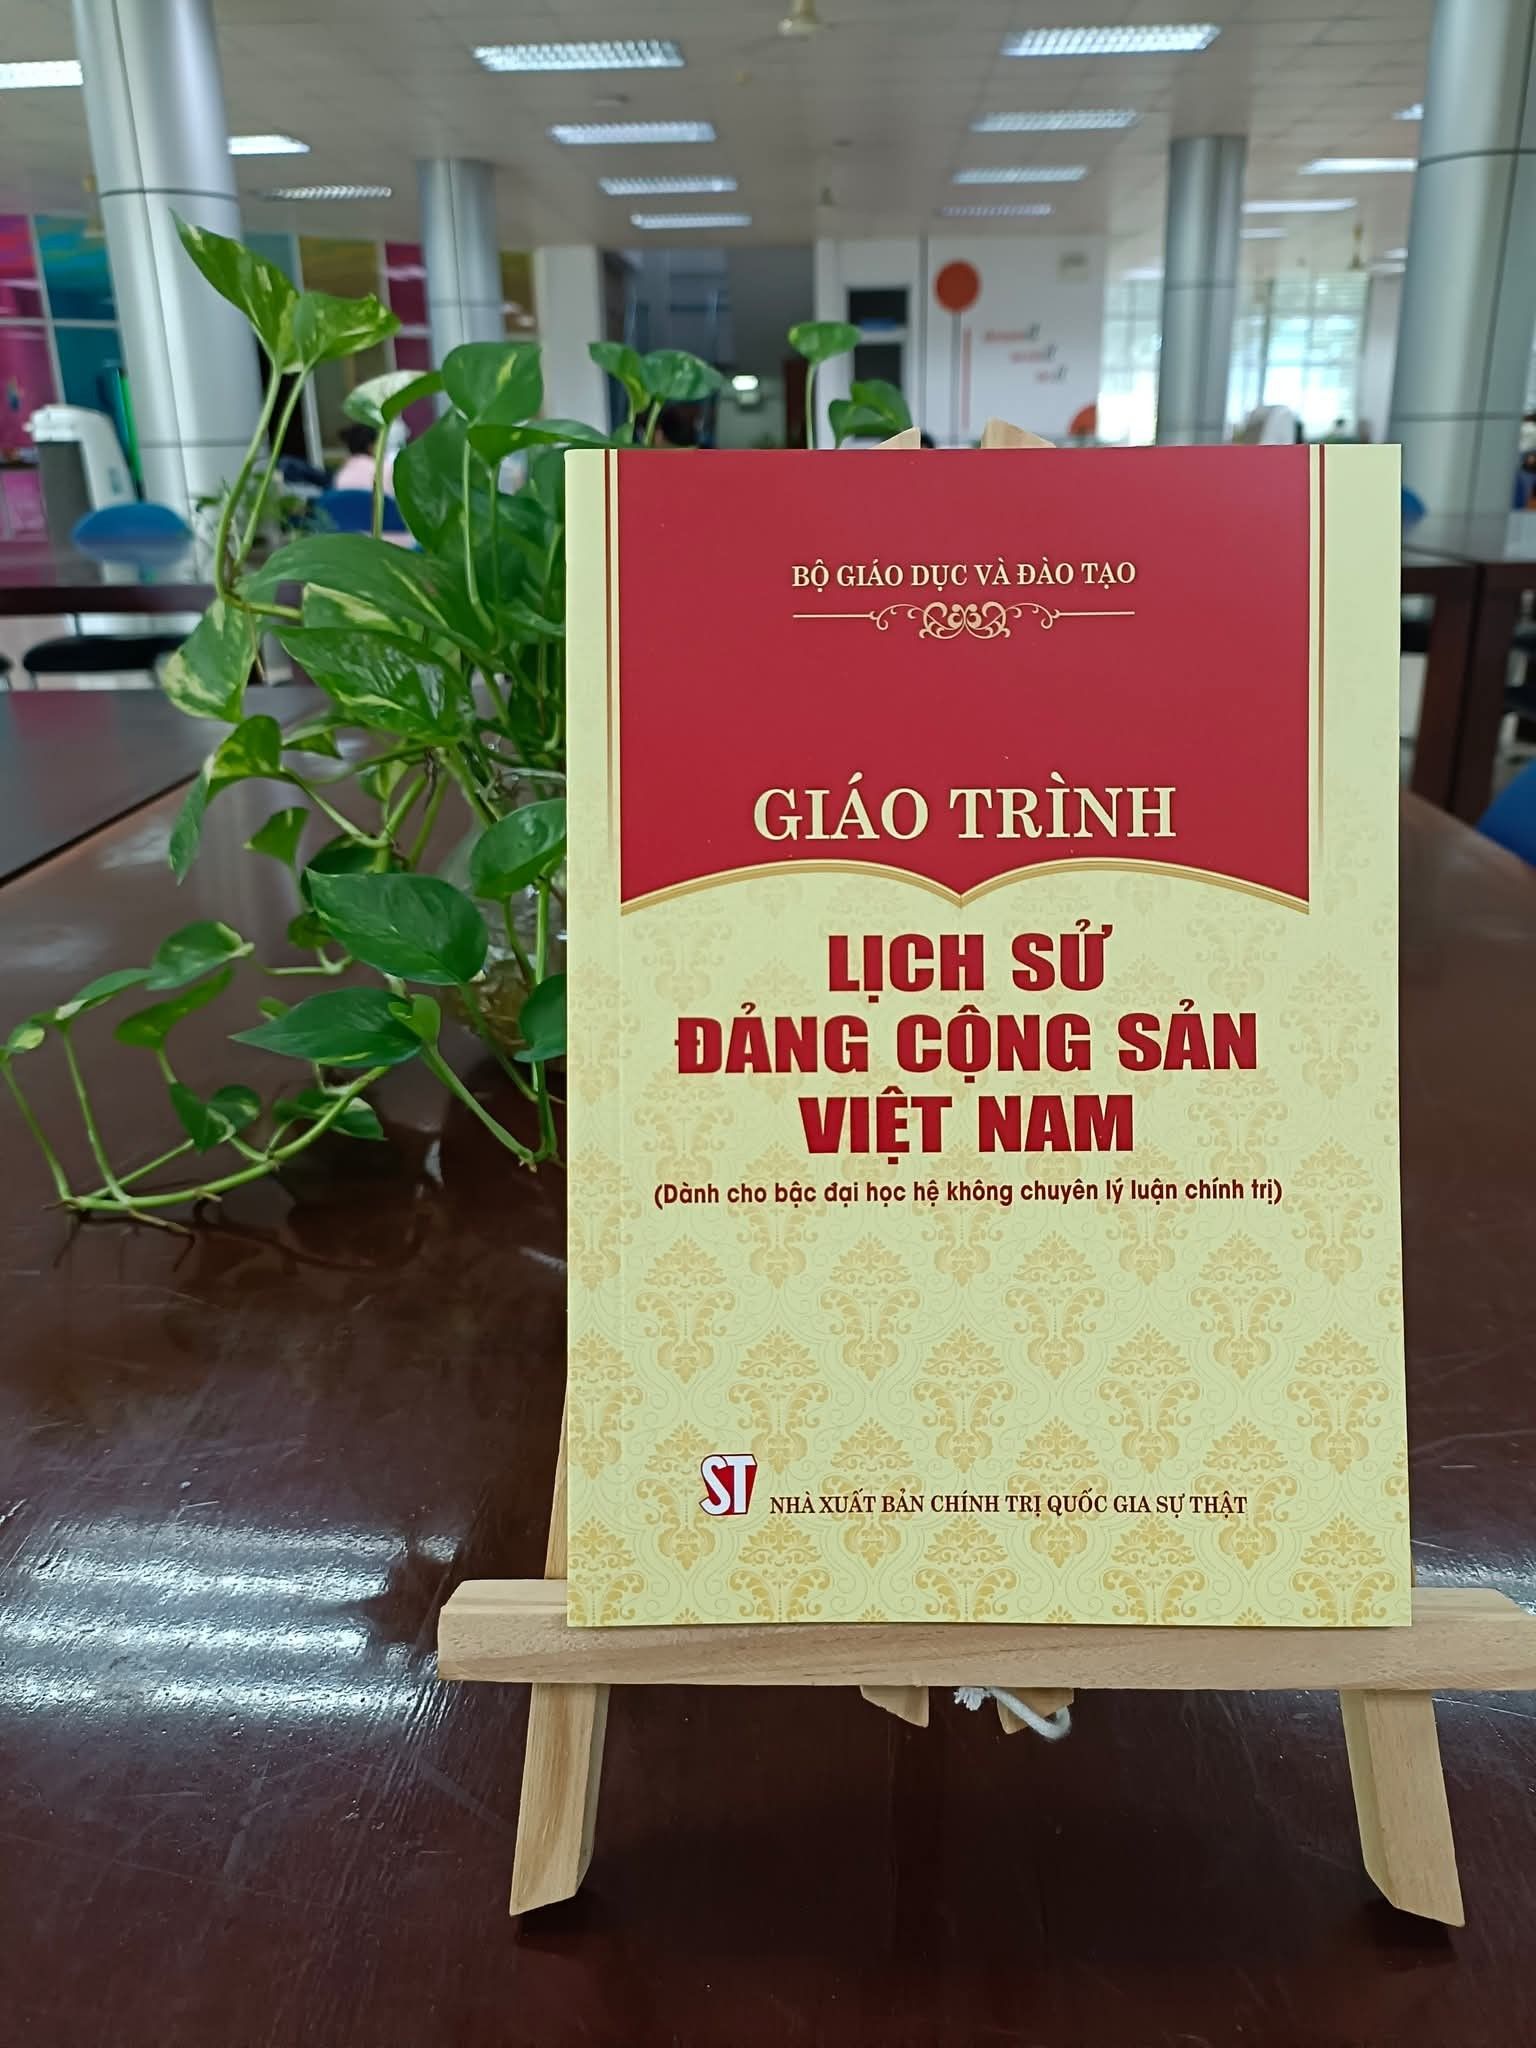 BỘ GIÁO DỤC VÀ ĐÀO TẠO
GIÁO TRÌNH
LỊCH SỬ
ĐẢNG CỘNG SẢN
VIỆT NAM
(Dành cho bậc đại học hệ không chuyên lý luận chính trị)
ST NHÀ XUẤT BẢN CHÍNH TRỊ QUỐC GIA SỰ THẬT